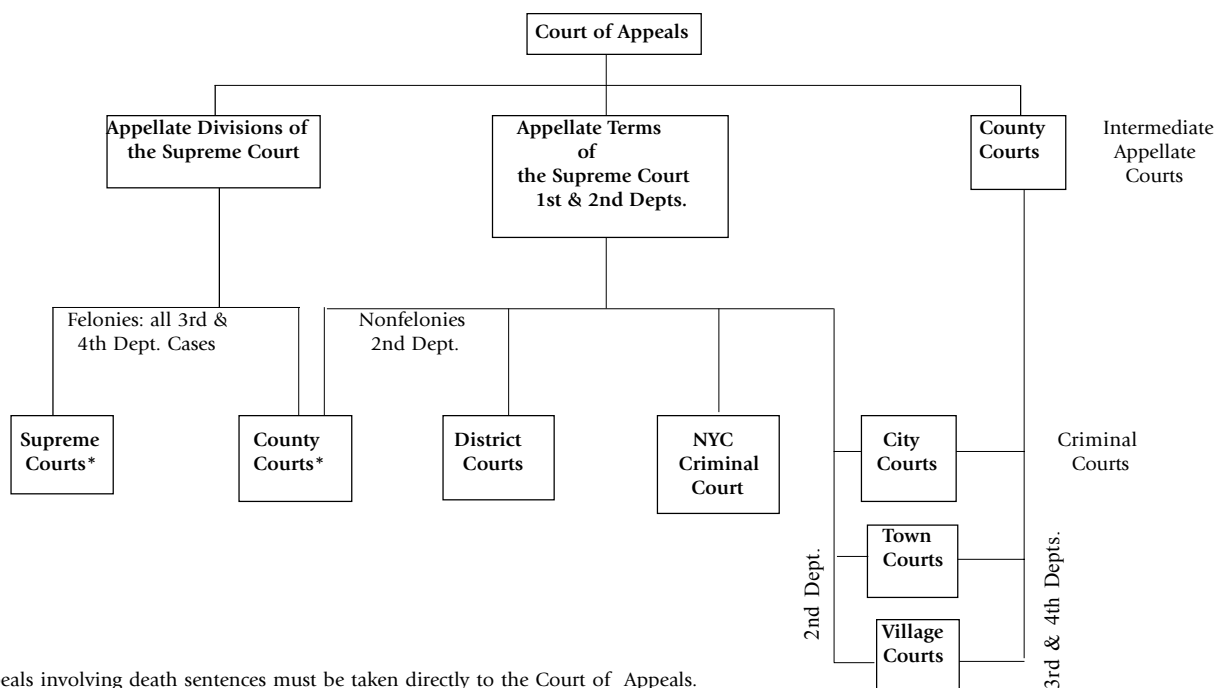 Court of Appeals
Appellate Divisions of
the Supreme Court
Appellate Terms
of
the Supreme Court
1st & 2nd Depts.
County
Courts
Intermediate
Appellate
Courts
Felonies: all 3rd &
4th Dept. Cases
Nonfelonies
2nd Dept.
Supreme
Courts*
County
Courts*
District
Courts
NYC
Criminal
Court
City
Courts
Criminal
Courts
Town
Courts
2nd Dept.
3rd & 4th Depts.
Village
Courts
involving death sentences must be taken directly to the Court of Appeals.